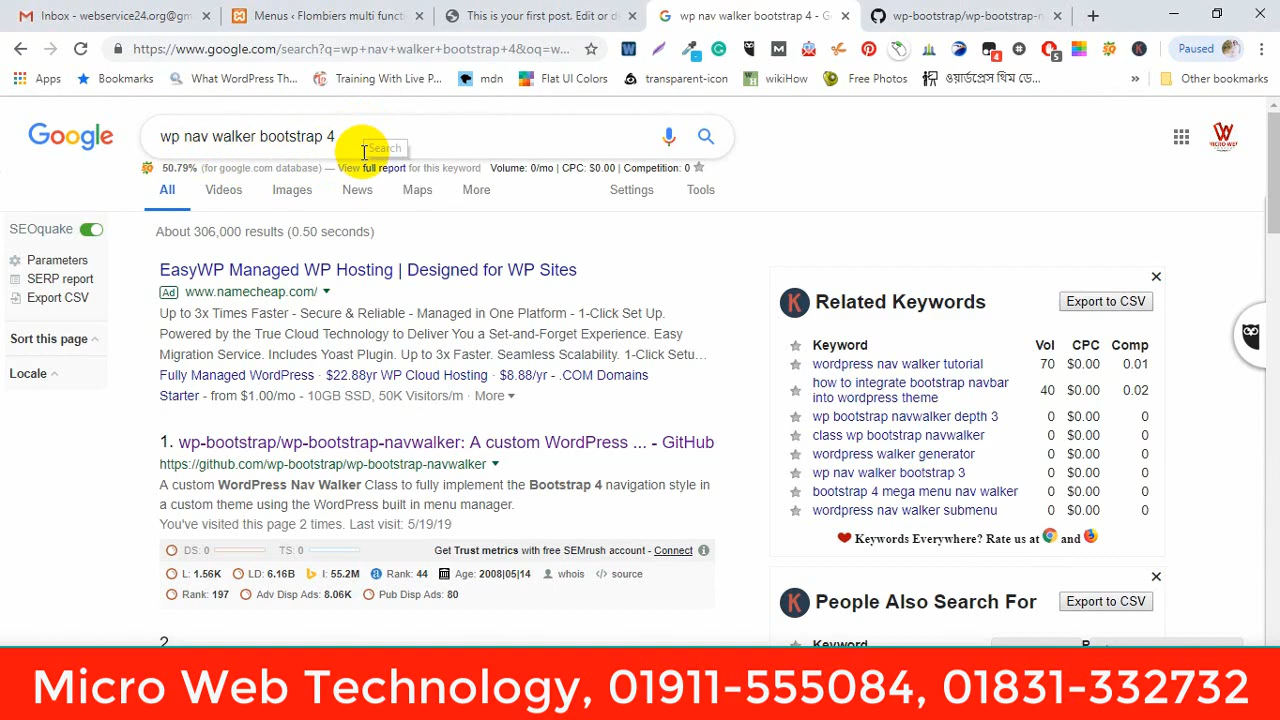 Inbox - webservice24.org@gm
Menus ‹ Flombiers multi functi
This is your first post. Edit or d
wp nav walker bootstrap 4 - G
wp-bootstrap/wp-bootstrap-n
https://www.google.com/search?q=wp+nav+walker+bootstrap+4&oq=w...
Paused
Apps
Bookmarks
What WordPress Th...
Training With Live P...
mdn
Flat UI Colors
transparent-icon
wikiHow
Free Photos
ওয়ার্ডপ্রেস থিম ডে...
Other bookmarks
Google
wp nav walker bootstrap 4
Search
50.79% (for google.com database) — View full report for this keyword Volume: 0/mo | CPC: $0.00 | Competition: 0
All Videos Images News Maps More Settings Tools
SEOquake
Parameters
SERP report
Export CSV
Sort this page
Locale
About 306,000 results (0.50 seconds)
EasyWP Managed WP Hosting | Designed for WP Sites
Ad www.namecheap.com/
Up to 3x Times Faster - Secure & Reliable - Managed in One Platform - 1-Click Set Up.
Powered by the True Cloud Technology to Deliver You a Set-and-Forget Experience. Easy
Migration Service. Includes Yoast Plugin. Up to 3x Faster. Seamless Scalability. 1-Click Setu...
Fully Managed WordPress · $22.88yr WP Cloud Hosting · $8.88/yr - .COM Domains
Starter - from $1.00/mo - 10GB SSD, 50K Visitors/m · More
1. wp-bootstrap/wp-bootstrap-navwalker: A custom WordPress ... - GitHub
https://github.com/wp-bootstrap/wp-bootstrap-navwalker
A custom WordPress Nav Walker Class to fully implement the Bootstrap 4 navigation style in
a custom theme using the WordPress built in menu manager.
You've visited this page 2 times. Last visit: 5/19/19
DS: 0 TS: 0 Get Trust metrics with free SEMrush account - Connect
L: 1.56K LD: 6.16B I: 55.2M Rank: 44 Age: 2008|05|14 whois source
Rank: 197 Adv Disp Ads: 8.06K Pub Disp Ads: 80
2
Related Keywords Export to CSV
Keyword Vol CPC Comp
wordpress nav walker tutorial 70 $0.00 0.01
how to integrate bootstrap navbar
into wordpress theme 40 $0.00 0.02
wp bootstrap navwalker depth 3 0 $0.00 0
class wp bootstrap navwalker 0 $0.00 0
wordpress walker generator 0 $0.00 0
wp nav walker bootstrap 3 0 $0.00 0
bootstrap 4 mega menu nav walker 0 $0.00 0
wordpress nav walker submenu 0 $0.00 0
Keywords Everywhere? Rate us at and
People Also Search For Export to CSV
Keyword
Micro Web Technology, 01911-555084, 01831-332732